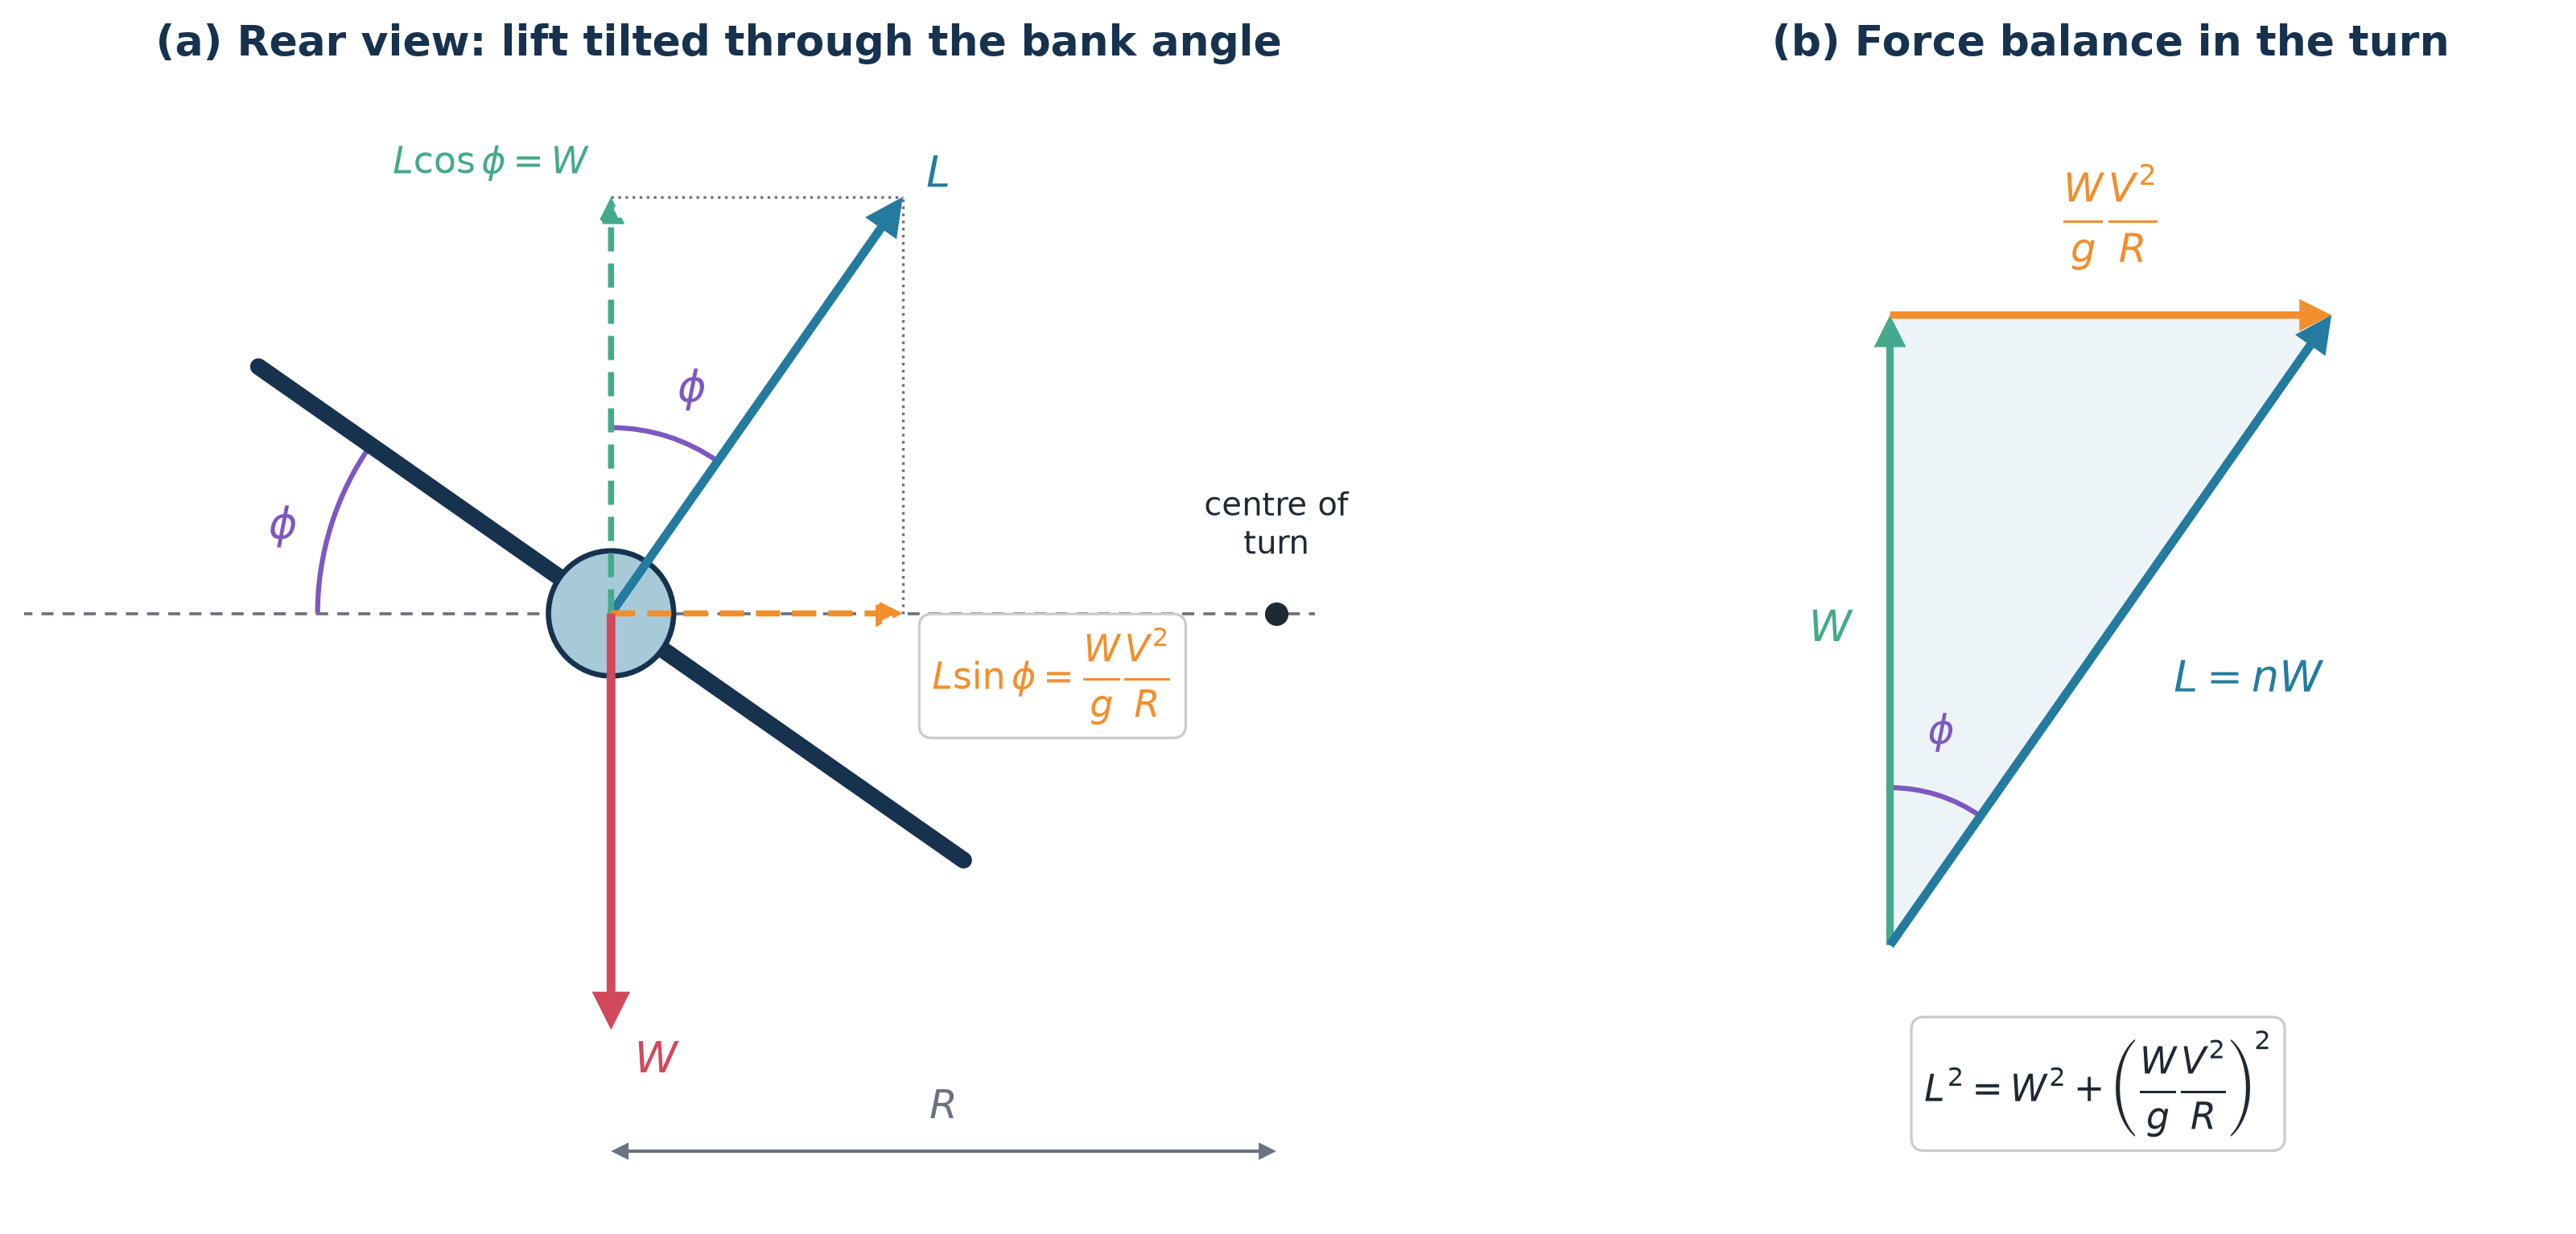 (a) Rear view: lift tilted through the bank angle
L cos ϕ = W
L
ϕ
ϕ
centre of
turn
L sin ϕ = W/g V²/R
W
R
(b) Force balance in the turn
W/g V²/R
W
L = nW
ϕ
L² = W² + (W/g V²/R)²